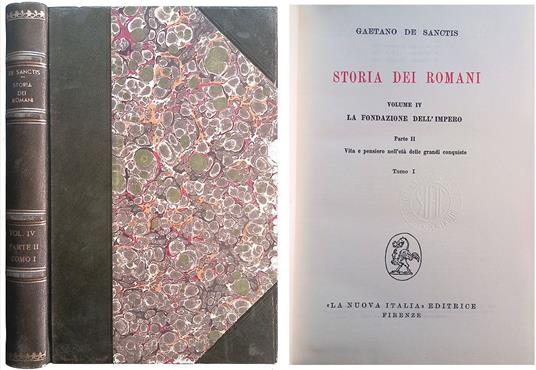 DE SANCTIS
STORIA
DEI
ROMANI
VOL. IV
PARTE II
TOMO I
GAETANO DE SANCTIS
STORIA DEI ROMANI
VOLUME IV
LA FONDAZIONE DELL'IMPERO
Parte II
Vita e pensiero nell'età delle grandi conquiste
Tomo I
«LA NUOVA ITALIA» EDITRICE
FIRENZE